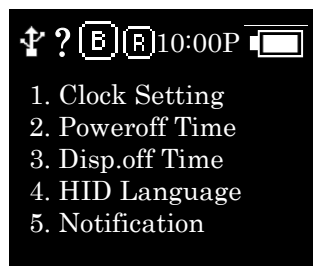 ? B R 10:00P
1. Clock Setting
2. Poweroff Time
3. Disp.off Time
4. HID Language
5. Notification